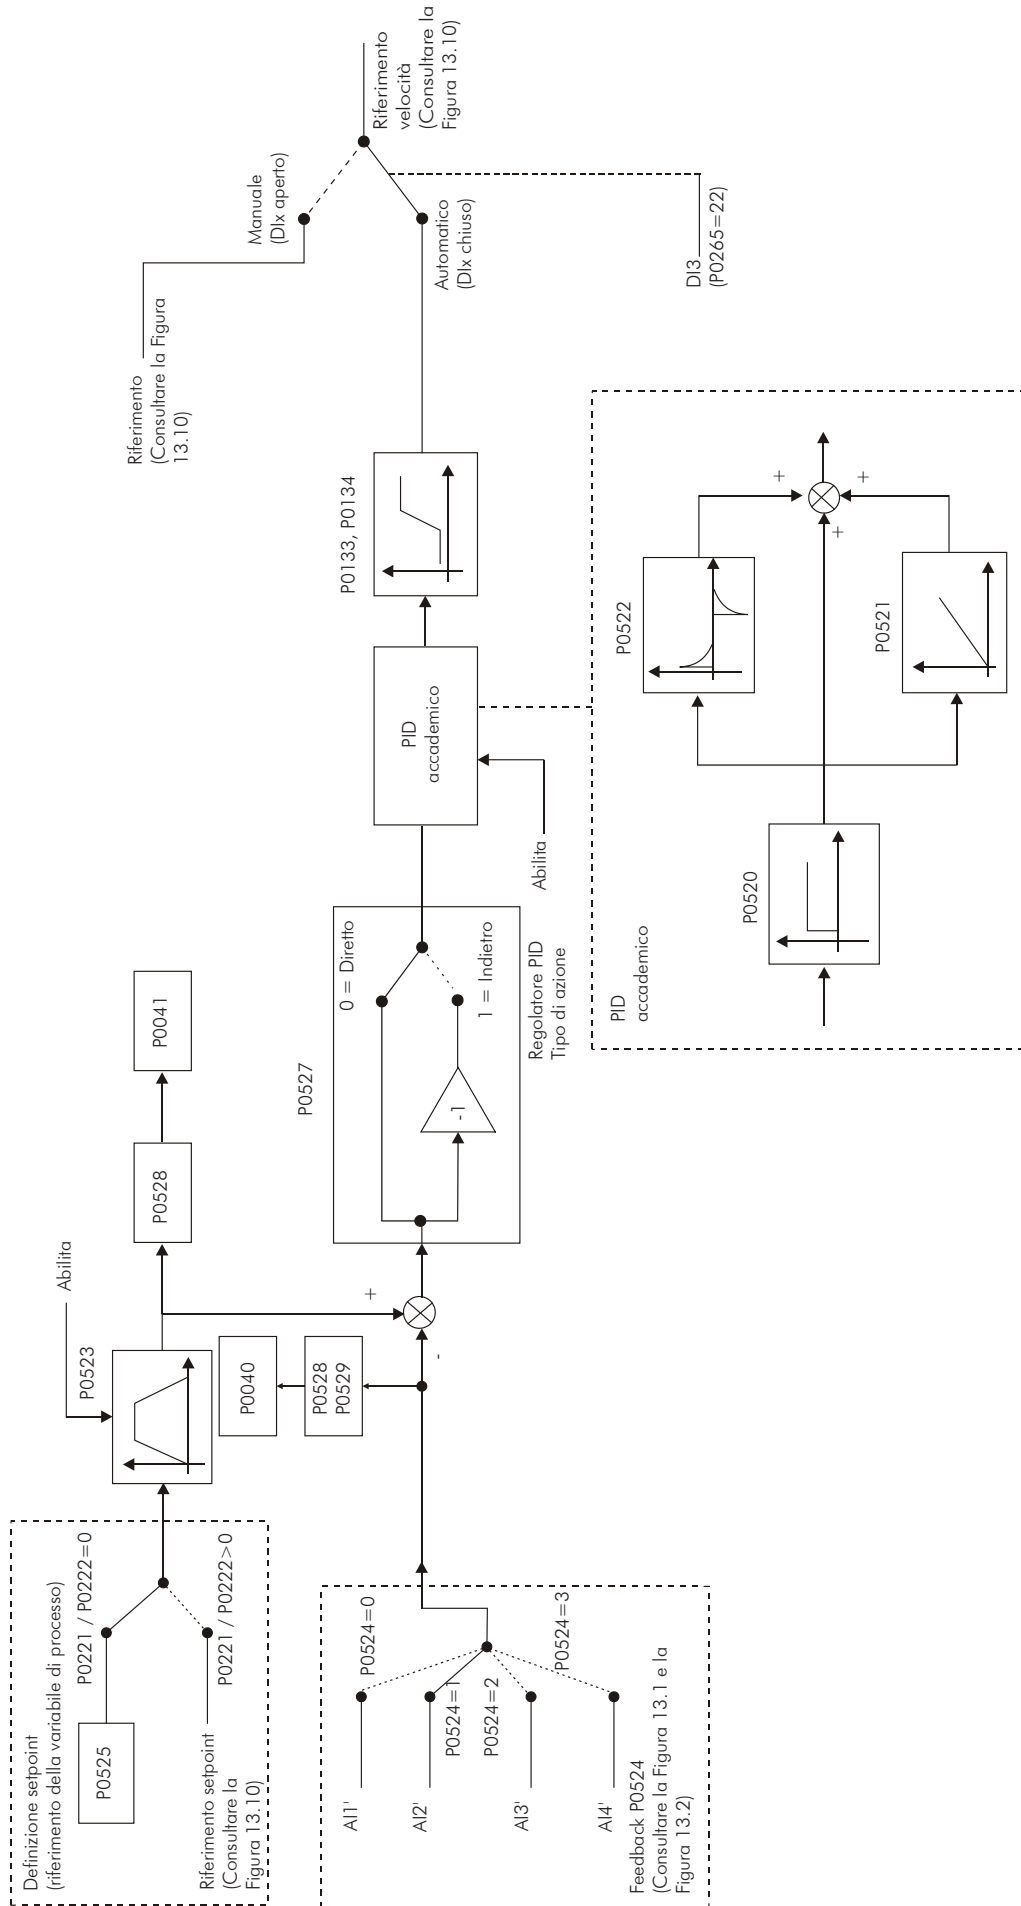 Definizione setpoint
(riferimento della variabile di processo)
P0525
P0221 / P0222=0
Riferimento setpoint
(Consultare la
Figura 13.10)
P0221 / P0222>0
P0523
Abilita
P0528
P0041
P0040
P0528
P0529
+
-
AI1'
AI2'
AI3'
AI4'
P0524=0
P0524=1
P0524=2
P0524=3
Feedback P0524
(Consultare la Figura 13.1 e la
Figura 13.2)
P0527
0 = Diretto
-1
1 = Indietro
Regolatore PID
Tipo di azione
Abilita
PID
accademico
P0133, P0134
Riferimento
(Consultare la Figura
13.10)
Manuale
(DIx aperto)
Automatico
(DIx chiuso)
Riferimento
velocità
(Consultare la
Figura 13.10)
DI3
(P0265=22)
PID
accademico
P0520
P0522
P0521
+
+
+